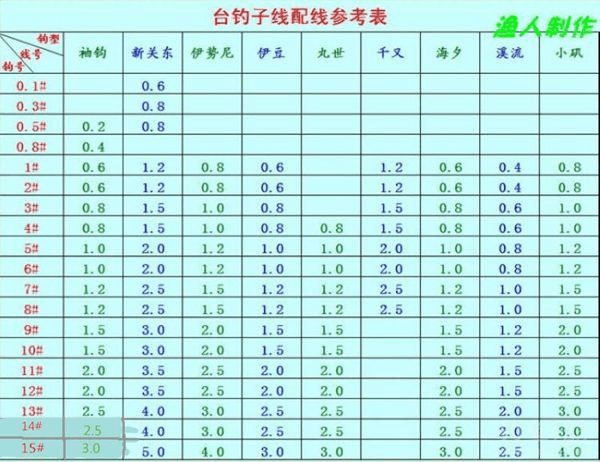 台钓子线配线参考表
渔人制作
钩型
线号
钩号
袖钩 新关东 伊势尼 伊豆 丸世 千又 海夕 溪流 小矶
0.1# 0.6
0.3# 0.8
0.5# 0.2 0.8
0.8# 0.4
1# 0.6 1.2 0.8 0.6 1.2 0.6 0.4 0.8
2# 0.6 1.2 0.8 0.6 1.2 0.6 0.4 0.8
3# 0.8 1.5 1.0 0.8 1.5 0.8 0.6 1.0
4# 0.8 1.5 1.0 0.8 0.8 1.5 0.8 0.6 1.0
5# 1.0 2.0 1.2 1.0 1.0 2.0 1.0 0.8 1.2
6# 1.0 2.0 1.2 1.0 1.0 2.0 1.0 0.8 1.2
7# 1.2 2.5 1.5 1.2 1.2 2.5 1.2 1.0 1.5
8# 1.2 2.5 1.5 1.2 1.2 2.5 1.2 1.0 1.5
9# 1.5 3.0 2.0 1.5 1.5 1.5 1.2 2.0
10# 1.5 3.0 2.0 1.5 1.5 1.5 1.2 2.0
11# 2.0 3.5 2.5 2.0 2.0 2.0 1.5 2.5
12# 2.0 3.5 2.5 2.0 2.0 2.0 1.5 2.5
13# 2.5 4.0 3.0 2.5 2.5 2.5 2.0 3.0
14# 2.5 4.0 3.0 2.5 2.5 2.5 2.0 3.0
15# 3.0 5.0 4.0 3.0 3.0 3.0 2.5 4.0